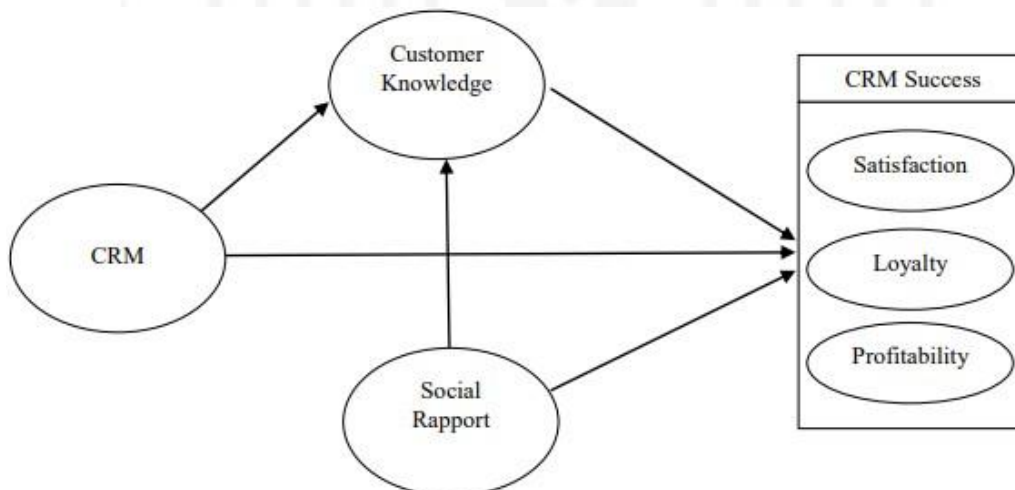 Customer
Knowledge
CRM Success
Satisfaction
CRM
Loyalty
Profitability
Social
Rapport